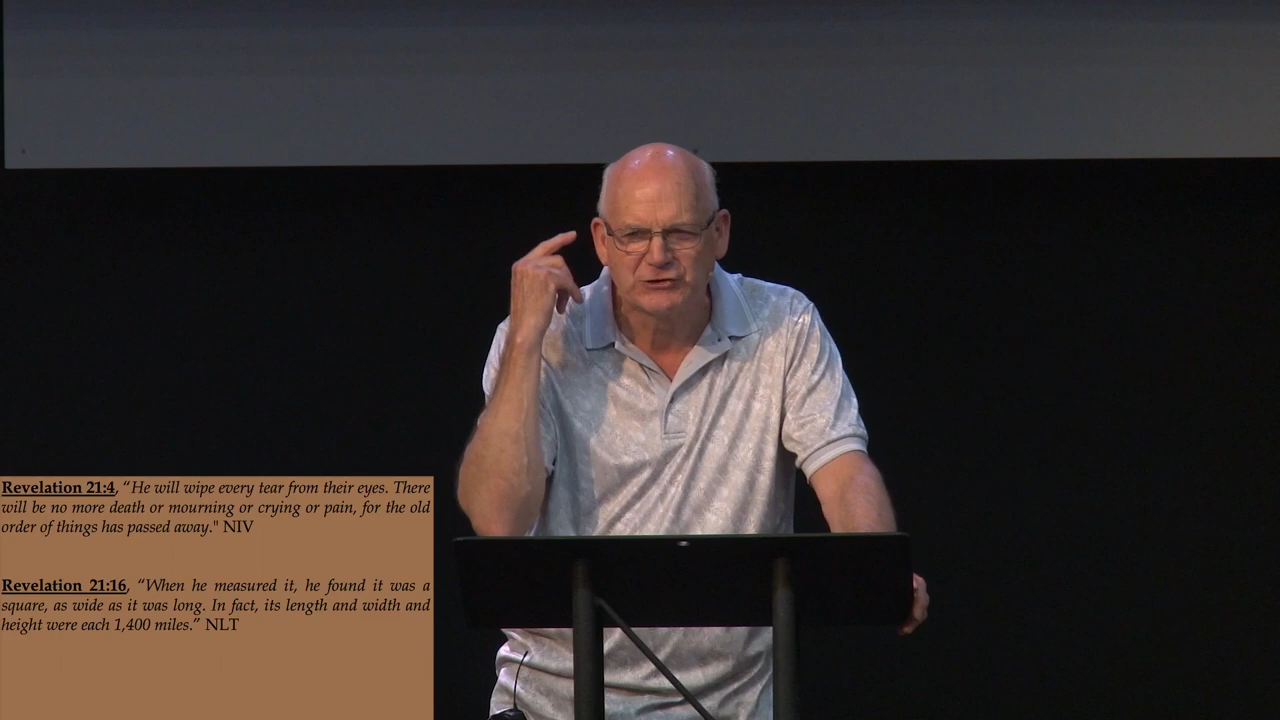 Revelation 21:4, “He will wipe every tear from their eyes. There
will be no more death or mourning or crying or pain, for the old
order of things has passed away." NIV
Revelation 21:16, “When he measured it, he found it was a
square, as wide as it was long. In fact, its length and width and
height were each 1,400 miles.” NLT